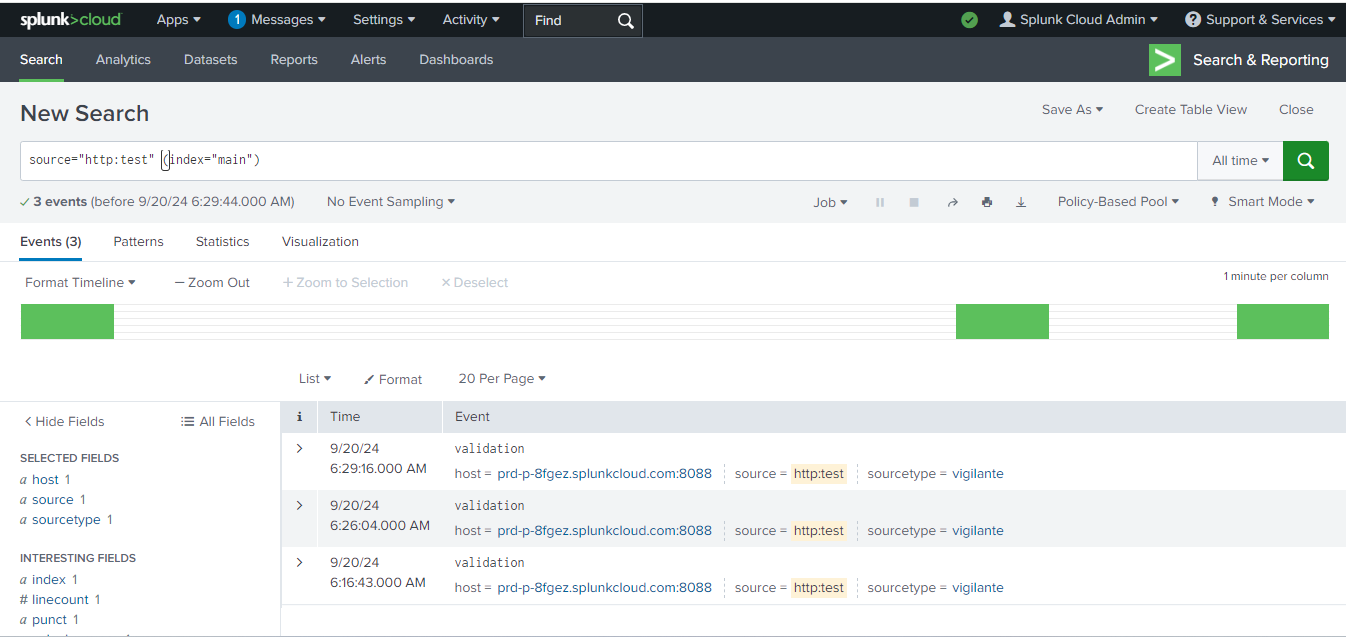 splunk>cloud Apps 1 Messages Settings Activity Find Splunk Cloud Admin ? Support & Services
Search Analytics Datasets Reports Alerts Dashboards > Search & Reporting
New Search Save As Create Table View Close
source="http:test" (index="main") All time
✓ 3 events (before 9/20/24 6:29:44.000 AM) No Event Sampling Job Policy-Based Pool Smart Mode
Events (3) Patterns Statistics Visualization
Format Timeline — Zoom Out + Zoom to Selection × Deselect 1 minute per column
List Format 20 Per Page
< Hide Fields All Fields i Time Event
SELECTED FIELDS
a host 1
a source 1
a sourcetype 1
INTERESTING FIELDS
a index 1
# linecount 1
a punct 1
> 9/20/24 validation
6:29:16.000 AM host = prd-p-8fgez.splunkcloud.com:8088 source = http:test sourcetype = vigilante
> 9/20/24 validation
6:26:04.000 AM host = prd-p-8fgez.splunkcloud.com:8088 source = http:test sourcetype = vigilante
> 9/20/24 validation
6:16:43.000 AM host = prd-p-8fgez.splunkcloud.com:8088 source = http:test sourcetype = vigilante